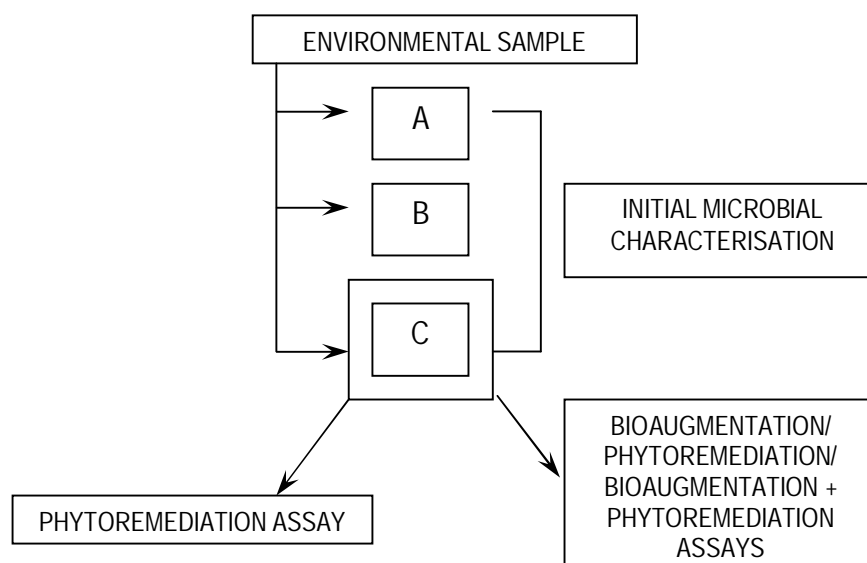 ENVIRONMENTAL SAMPLE
A
B
INITIAL MICROBIAL
CHARACTERISATION
C
BIOAUGMENTATION/
PHYTOREMEDIATION/
BIOAUGMENTATION +
PHYTOREMEDIATION
ASSAYS
PHYTOREMEDIATION ASSAY